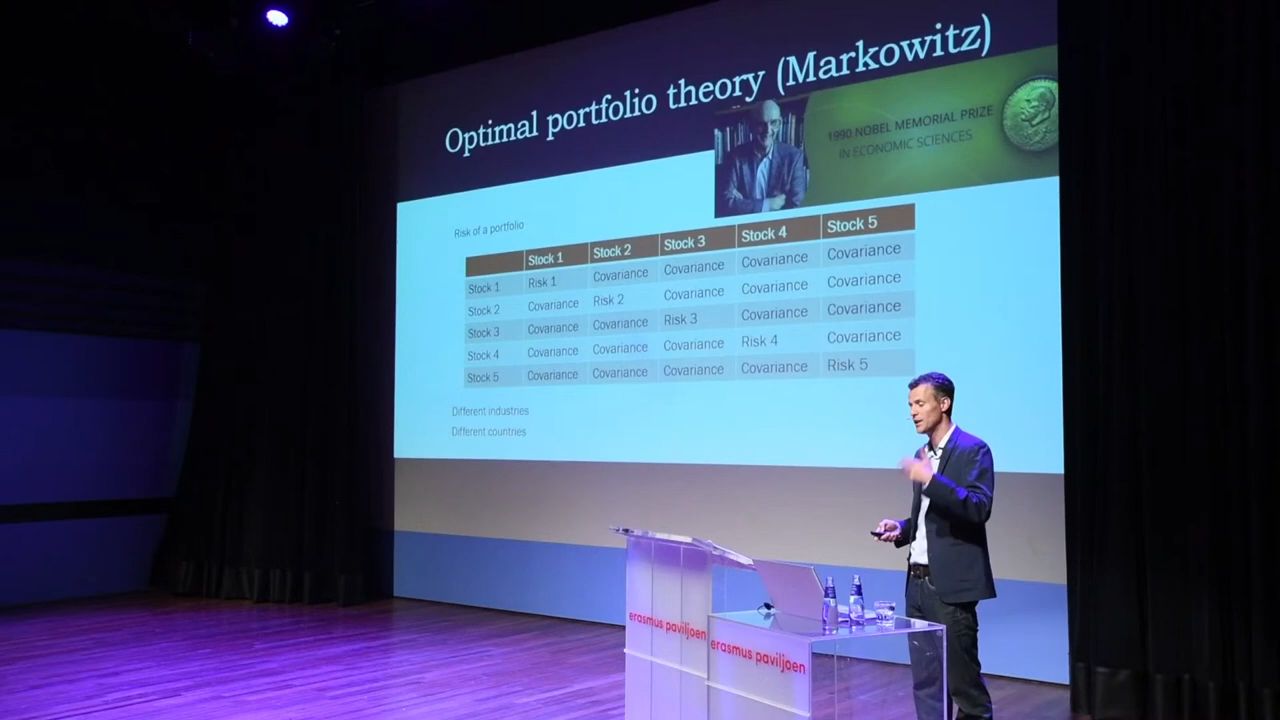 Optimal portfolio theory (Markowitz)
1990 NOBEL MEMORIAL PRIZE
IN ECONOMIC SCIENCES
Risk of a portfolio
Stock 1 Stock 2 Stock 3 Stock 4 Stock 5
Stock 1 Risk 1 Covariance Covariance Covariance Covariance
Stock 2 Covariance Risk 2 Covariance Covariance Covariance
Stock 3 Covariance Covariance Risk 3 Covariance Covariance
Stock 4 Covariance Covariance Covariance Risk 4 Covariance
Stock 5 Covariance Covariance Covariance Covariance Risk 5
Different industries
Different countries
erasmus paviljoen
erasmus paviljoen